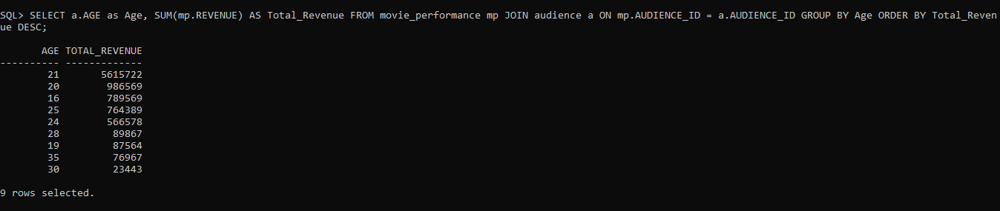 SQL> SELECT a.AGE as Age, SUM(mp.REVENUE) AS Total_Revenue FROM movie_performance mp JOIN audience a ON mp.AUDIENCE_ID = a.AUDIENCE_ID GROUP BY Age ORDER BY Total_Reven
ue DESC;
AGE TOTAL_REVENUE
---------- -------------
21 5615722
20 986569
16 789569
25 764389
24 566578
28 89867
19 87564
35 76967
30 23443
9 rows selected.